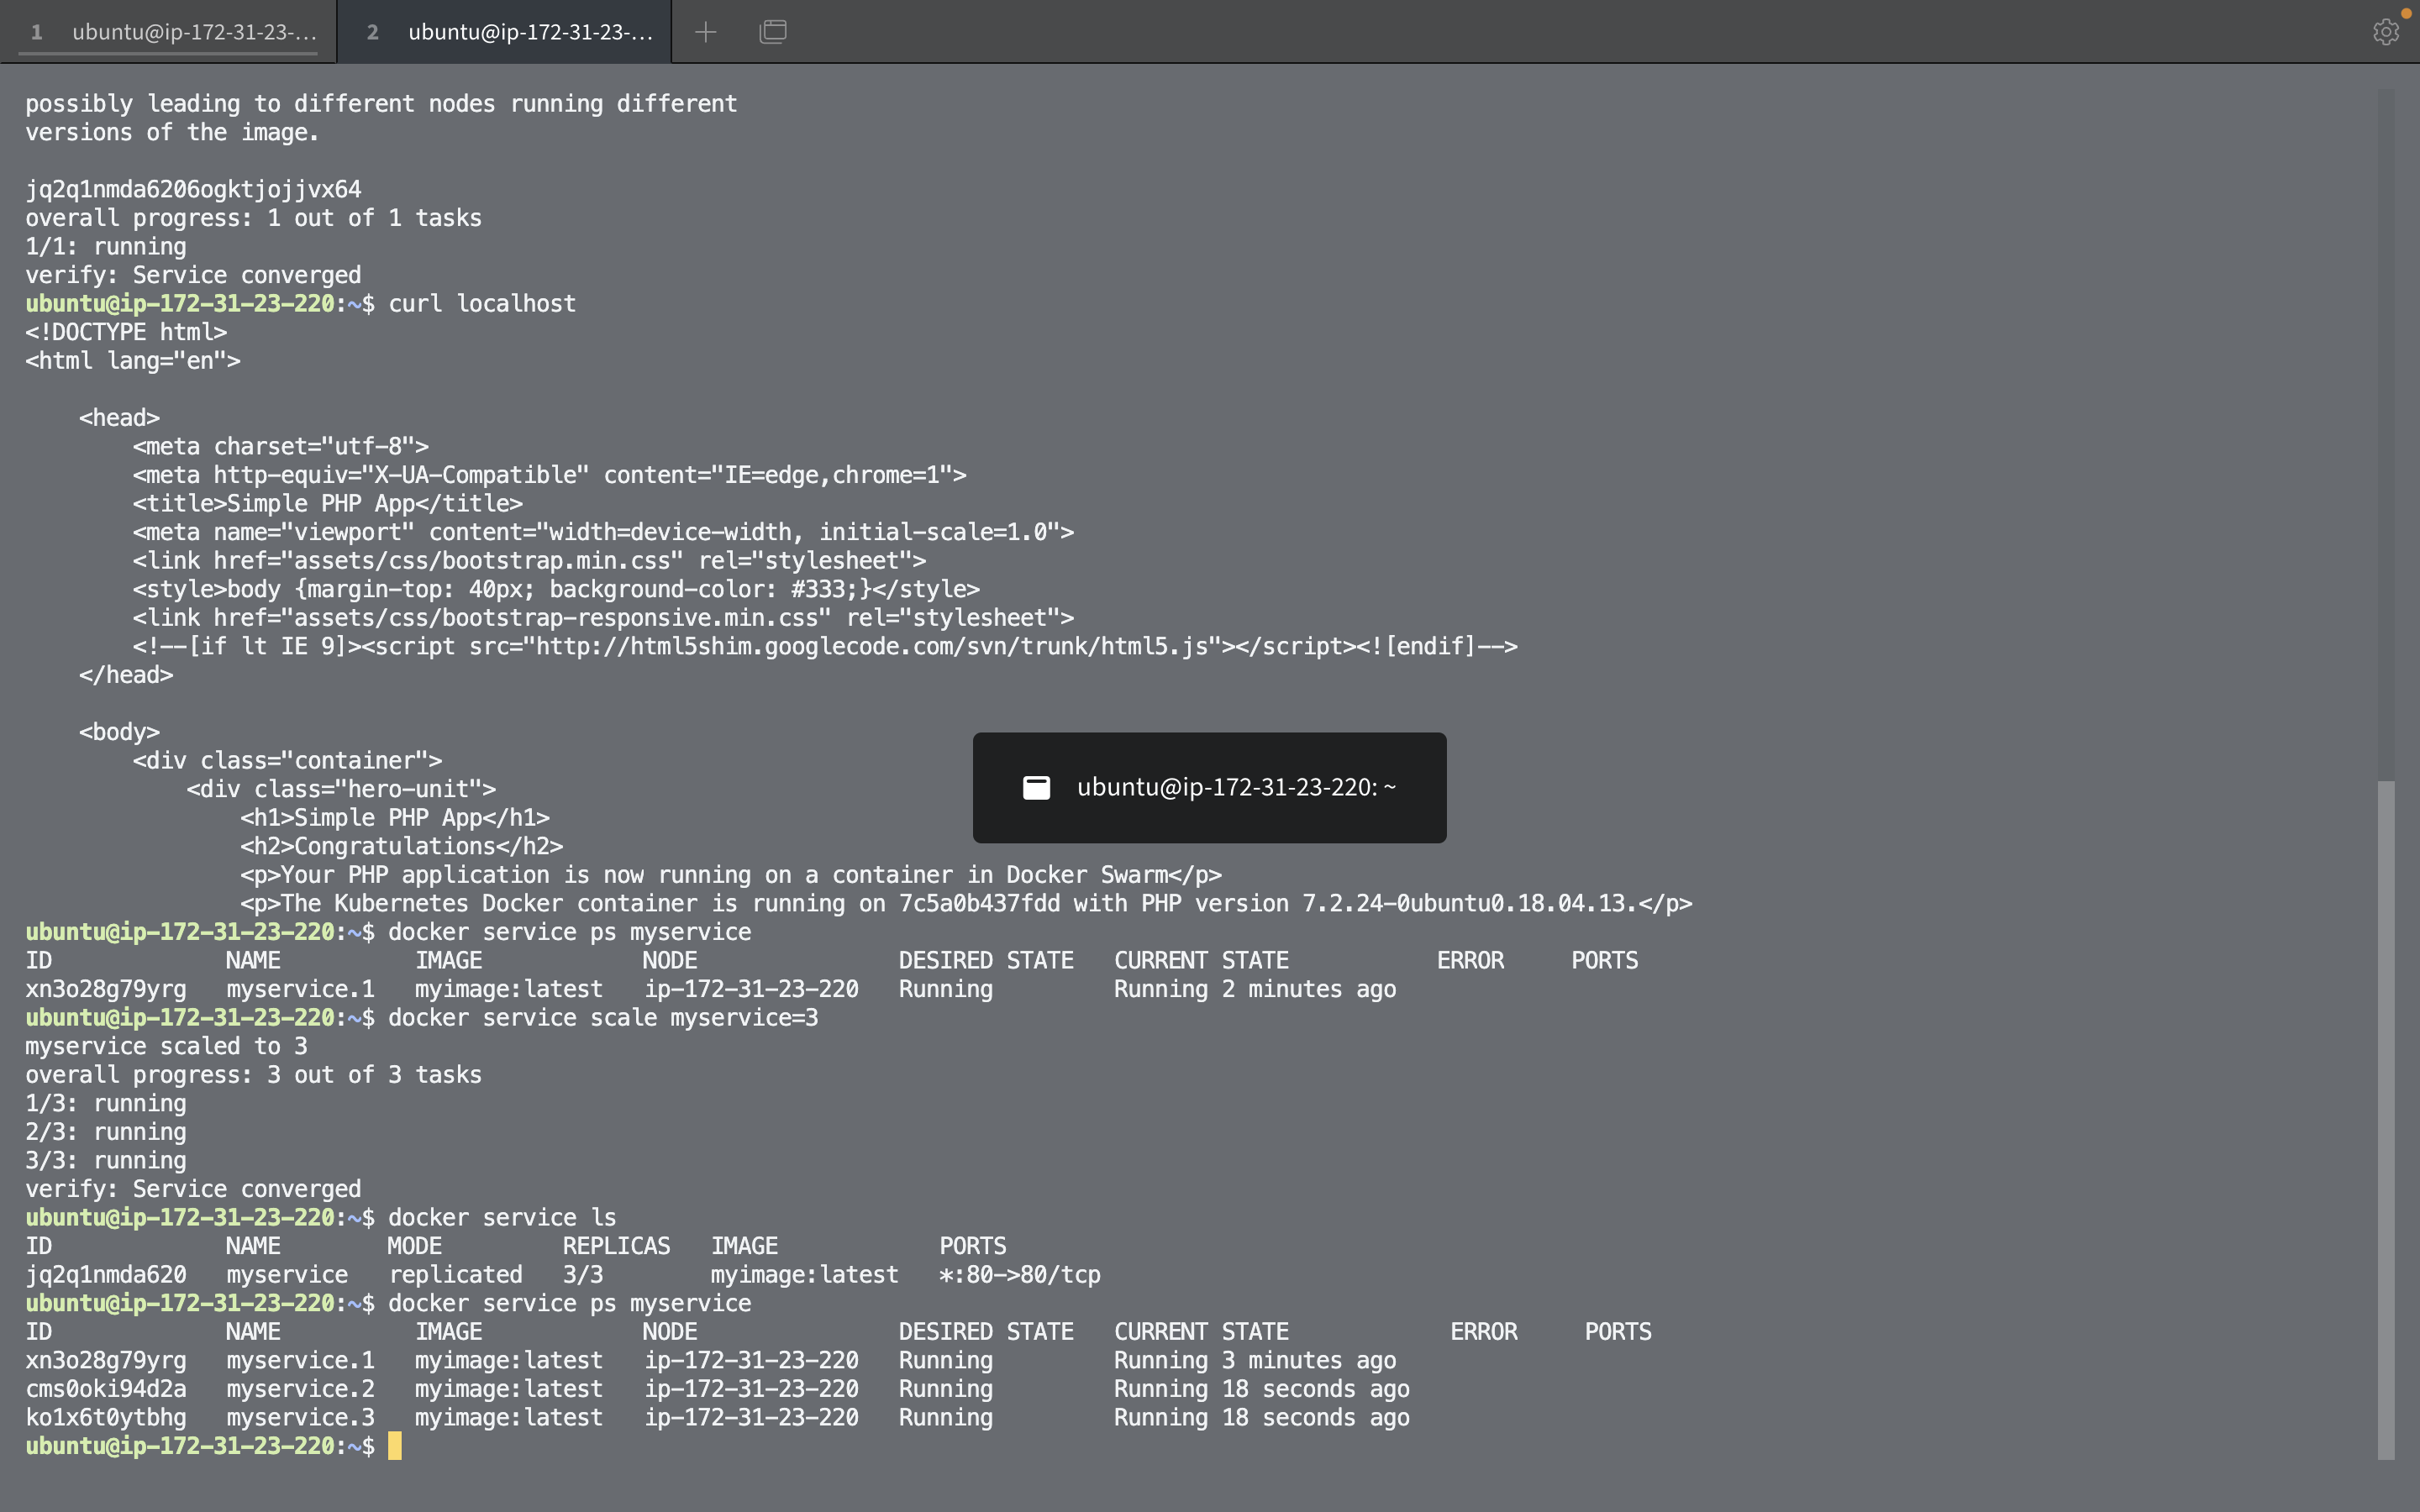 1 ubuntu@ip-172-31-23-... 2 ubuntu@ip-172-31-23-...
possibly leading to different nodes running different
versions of the image.

jq2q1nmda6206ogktjojjvx64
overall progress: 1 out of 1 tasks
1/1: running
verify: Service converged
ubuntu@ip-172-31-23-220:~$ curl localhost
<!DOCTYPE html>
<html lang="en">

    <head>
        <meta charset="utf-8">
        <meta http-equiv="X-UA-Compatible" content="IE=edge,chrome=1">
        <title>Simple PHP App</title>
        <meta name="viewport" content="width=device-width, initial-scale=1.0">
        <link href="assets/css/bootstrap.min.css" rel="stylesheet">
        <style>body {margin-top: 40px; background-color: #333;}</style>
        <link href="assets/css/bootstrap-responsive.min.css" rel="stylesheet">
        <!--[if lt IE 9]><script src="http://html5shim.googlecode.com/svn/trunk/html5.js"></script><![endif]-->
    </head>

    <body>
        <div class="container">
            <div class="hero-unit">
ubuntu@ip-172-31-23-220: ~
                <h1>Simple PHP App</h1>
                <h2>Congratulations</h2>
                <p>Your PHP application is now running on a container in Docker Swarm</p>
                <p>The Kubernetes Docker container is running on 7c5a0b437fdd with PHP version 7.2.24-0ubuntu0.18.04.13.</p>
ubuntu@ip-172-31-23-220:~$ docker service ps myservice
ID             NAME          IMAGE            NODE               DESIRED STATE   CURRENT STATE           ERROR     PORTS
xn3o28g79yrg   myservice.1   myimage:latest   ip-172-31-23-220   Running         Running 2 minutes ago
ubuntu@ip-172-31-23-220:~$ docker service scale myservice=3
myservice scaled to 3
overall progress: 3 out of 3 tasks
1/3: running
2/3: running
3/3: running
verify: Service converged
ubuntu@ip-172-31-23-220:~$ docker service ls
ID             NAME        MODE         REPLICAS   IMAGE            PORTS
jq2q1nmda620   myservice   replicated   3/3        myimage:latest   *:80->80/tcp
ubuntu@ip-172-31-23-220:~$ docker service ps myservice
ID             NAME          IMAGE            NODE               DESIRED STATE   CURRENT STATE            ERROR     PORTS
xn3o28g79yrg   myservice.1   myimage:latest   ip-172-31-23-220   Running         Running 3 minutes ago
cms0oki94d2a   myservice.2   myimage:latest   ip-172-31-23-220   Running         Running 18 seconds ago
ko1x6t0ytbhg   myservice.3   myimage:latest   ip-172-31-23-220   Running         Running 18 seconds ago
ubuntu@ip-172-31-23-220:~$